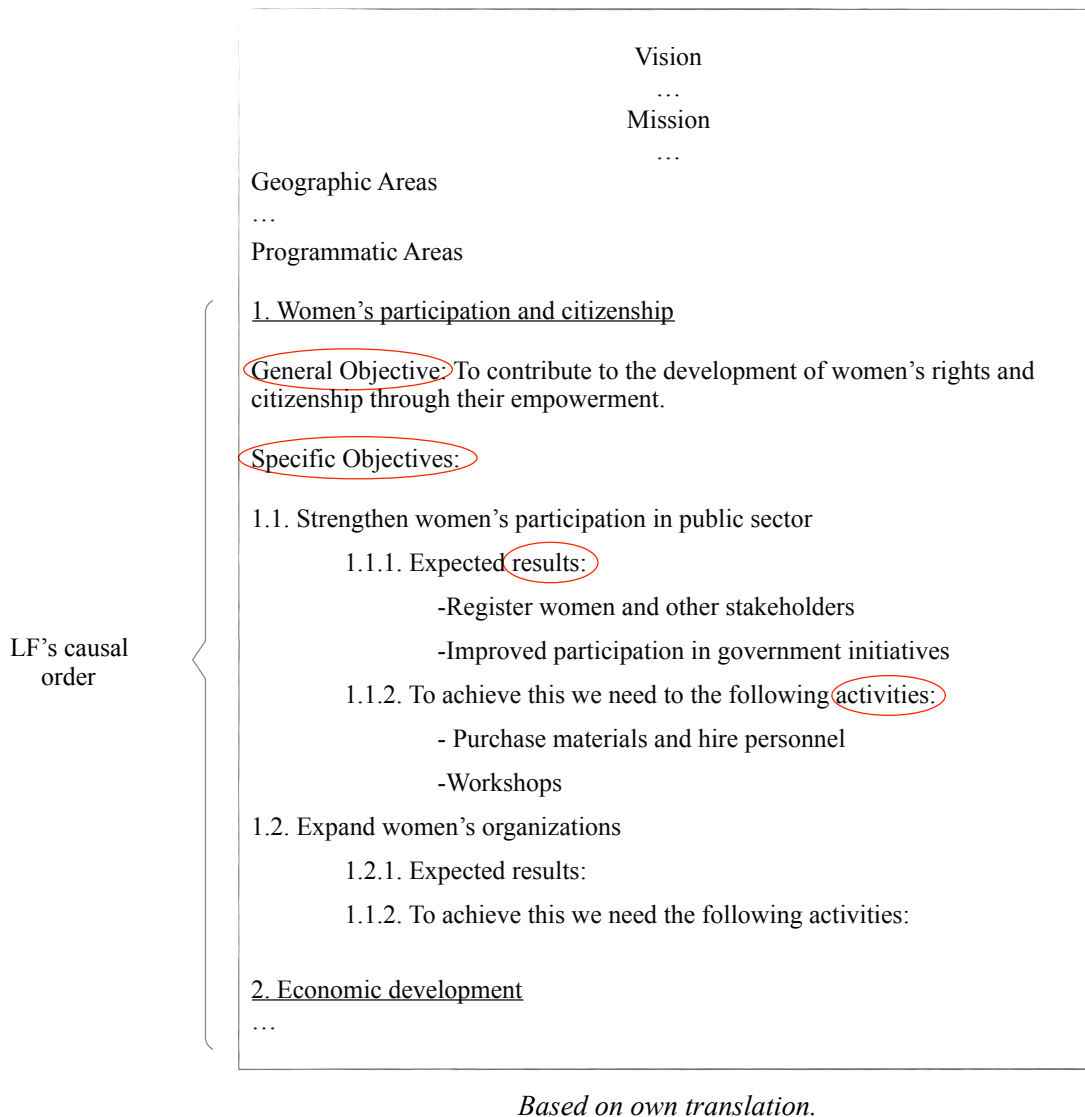 Vision
…
Mission
…
Geographic Areas
…
Programmatic Areas
1. Women’s participation and citizenship
General Objective: To contribute to the development of women’s rights and
citizenship through their empowerment.
Specific Objectives:
1.1. Strengthen women’s participation in public sector
1.1.1. Expected results:
-Register women and other stakeholders
LF’s causal
order
-Improved participation in government initiatives
1.1.2. To achieve this we need to the following activities:
- Purchase materials and hire personnel
-Workshops
1.2. Expand women’s organizations
1.2.1. Expected results:
1.1.2. To achieve this we need the following activities:
2. Economic development
…
Based on own translation.